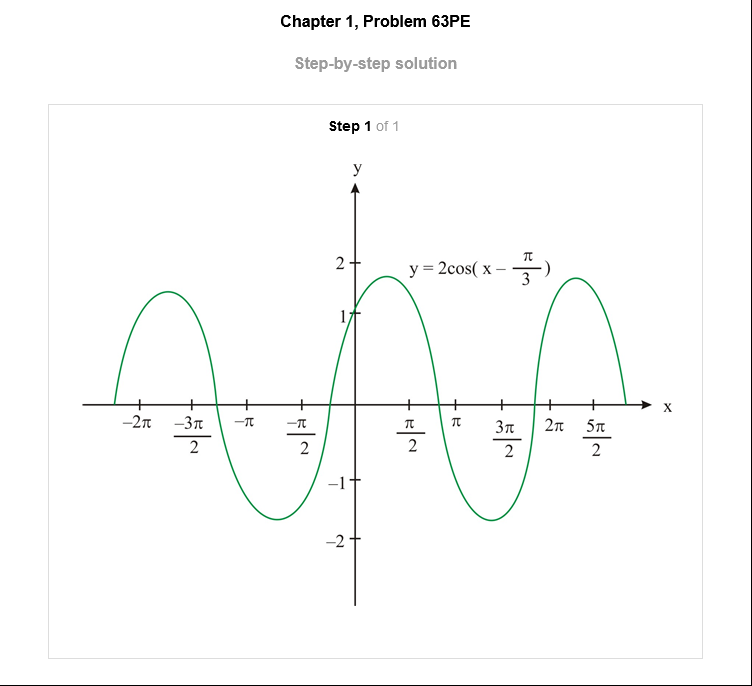 Chapter 1, Problem 63PE
Step-by-step solution
Step 1 of 1
y
2
y = 2cos( x – π/3 )
1
x
–2π
–3π/2
–π
–π/2
π/2
π
3π/2
2π
5π/2
–1
–2